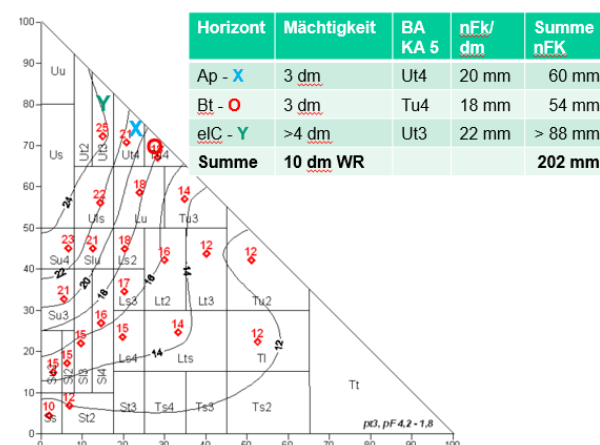 Horizont Mächtigkeit BA KA 5 nFk/ dm Summe nFK
Ap - X 3 dm Ut4 20 mm 60 mm
Bt - O 3 dm Tu4 18 mm 54 mm
elC - Y >4 dm Ut3 22 mm > 88 mm
Summe 10 dm WR 202 mm
100
90
Uu
80
Y
25
X
21
O
70
Us Ut2 Ut3 Ut4
60
24
22
18
14
50
Uls Lu Tu3
23 21 18
16
12
12
40
Su4 Slu Ls2
22
20
18
16
14
21
17
30
Su3
Ls3 Lt2 Lt3 Tu2
16
15
15
14
12
20
15
15
14
12
Sl3 Sl4 Ls4 Lts Tl
Tt
10
10
12
Ss St2 St3 Ts4 Ts3 Ts2
pt3, pF 4,2 - 1,8
0
0 10 20 30 40 50 60 70 80 90 100